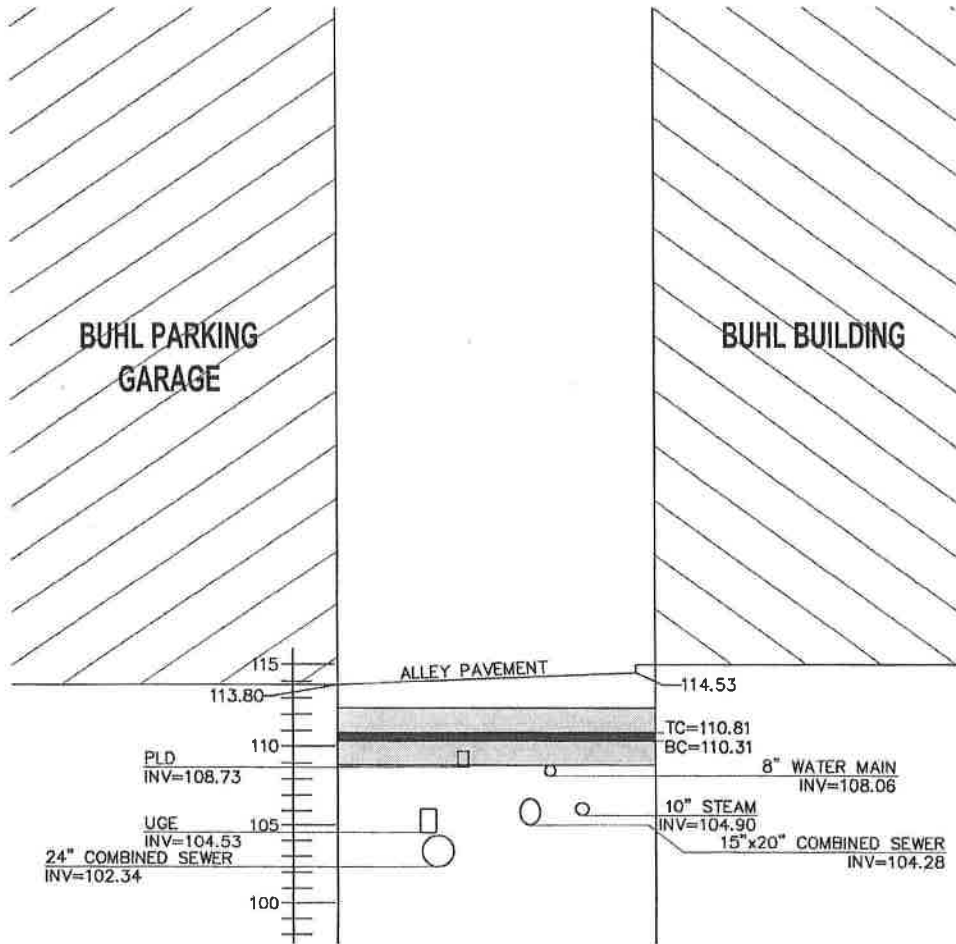 BUHL PARKING
GARAGE
BUHL BUILDING
115
ALLEY PAVEMENT
113.80
114.53
TC=110.81
110
BC=110.31
PLD
INV=108.73
8" WATER MAIN
INV=108.06
10" STEAM
INV=104.90
UGE
INV=104.53
105
15"x20" COMBINED SEWER
INV=104.28
24" COMBINED SEWER
INV=102.34
100